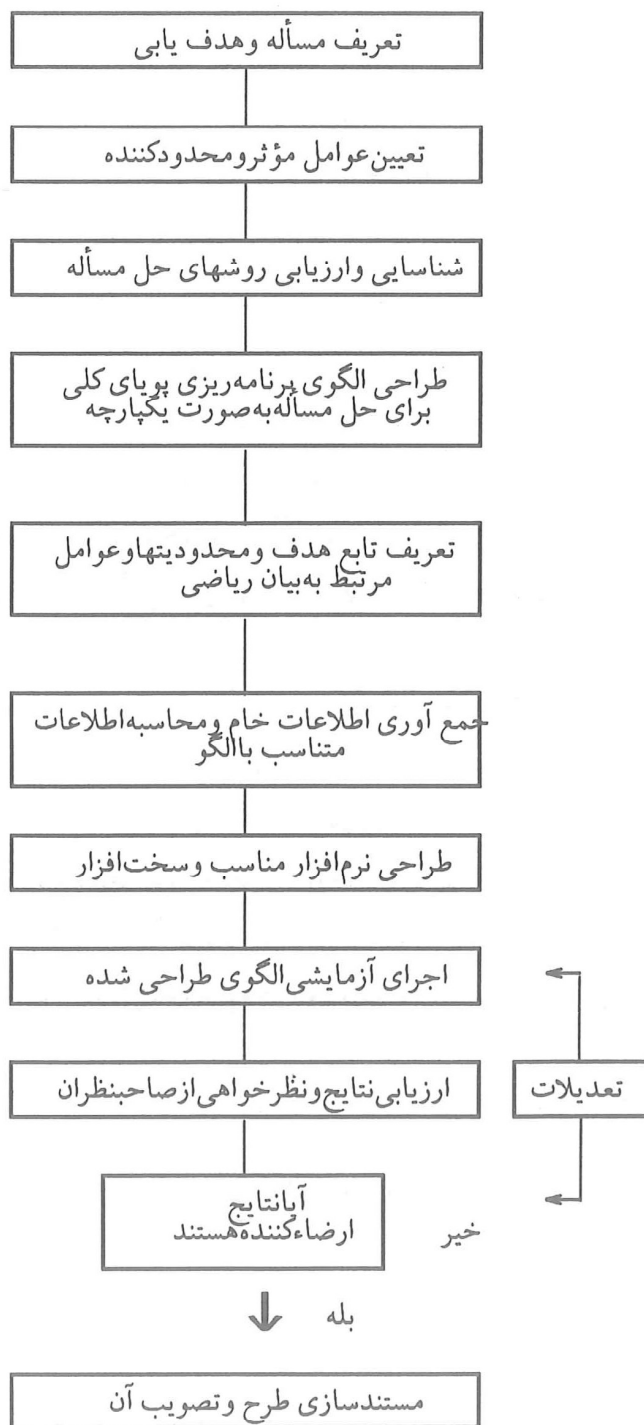 تعریف مسأله وهدف یابی
تعیین‌عوامل مؤثرومحدودکننده
شناسایی وارزیابی روشهای حل مسأله
طراحی الگوی برنامه‌ریزی پویای کلی
برای حل مسأله‌به‌صورت یکپارچه
تعریف تابع هدف ومحدودیتهاوعوامل
مرتبط به‌بیان ریاضی
جمع آوری اطلاعات خام ومحاسبه‌اطلاعات
متناسب باالگو
طراحی نرم‌افزار مناسب وسخت‌افزار
اجرای آزمایشی‌الگوی طراحی شده
ارزیابی‌نتایج‌ونظرخواهی‌ازصاحبنظران
تعدیلات
آیانتایج
ارضاءکننده‌هستند
خیر
بله
مستندسازی طرح وتصویب آن